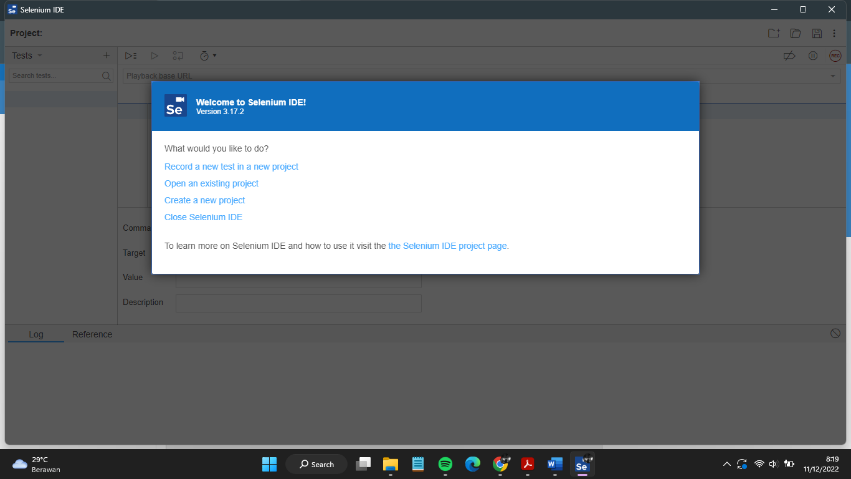 Selenium IDE
Project:
Tests
Search tests...
Playback base URL
Se
Welcome to Selenium IDE!
Version 3.17.2
What would you like to do?
Record a new test in a new project
Open an existing project
Create a new project
Close Selenium IDE
To learn more on Selenium IDE and how to use it visit the the Selenium IDE project page.
Comma
Target
Value
Description
Log Reference
29°C
Berawan
Search
8:19
11/12/2022